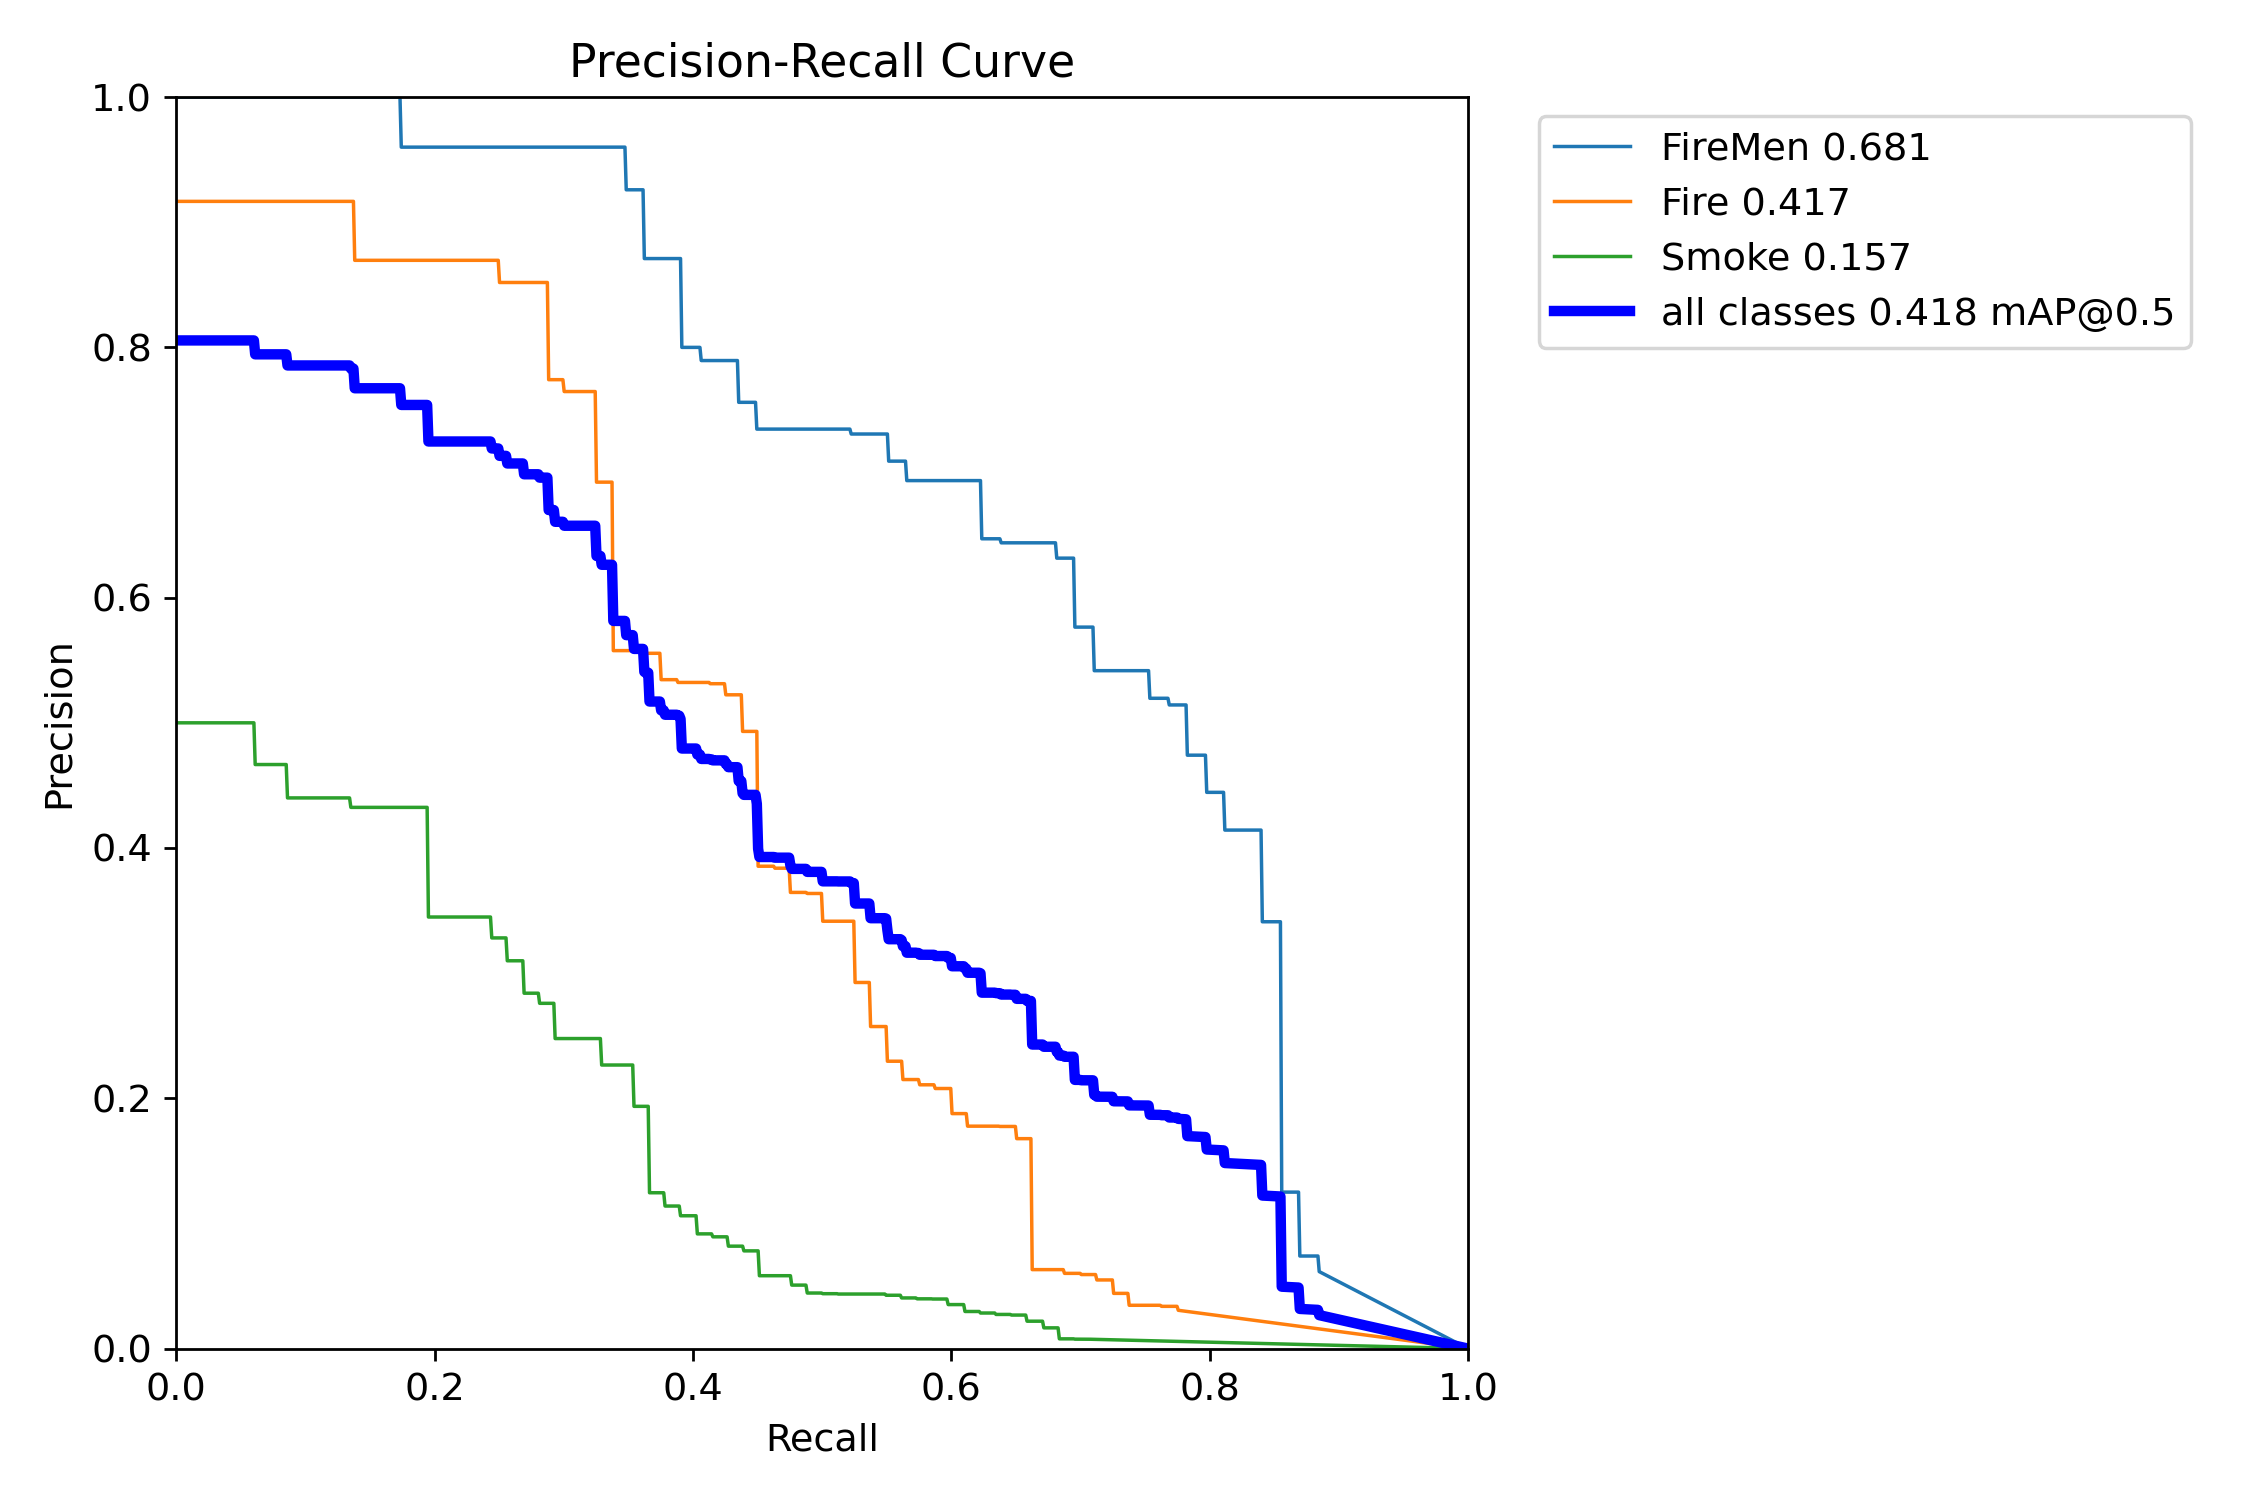 Precision-Recall Curve
1.0
0.8
0.6
0.4
0.2
0.0
Precision
0.0 0.2 0.4 0.6 0.8 1.0
Recall
FireMen 0.681
Fire 0.417
Smoke 0.157
all classes 0.418 mAP@0.5